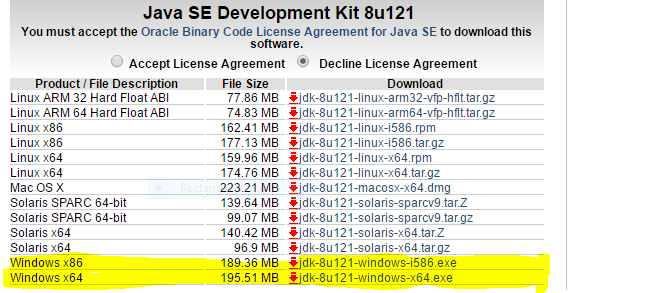 Java SE Development Kit 8u121
You must accept the Oracle Binary Code License Agreement for Java SE to download this
software.
Accept License Agreement Decline License Agreement
Product / File Description File Size Download
Linux ARM 32 Hard Float ABI 77.86 MB jdk-8u121-linux-arm32-vfp-hflt.tar.gz
Linux ARM 64 Hard Float ABI 74.83 MB jdk-8u121-linux-arm64-vfp-hflt.tar.gz
Linux x86 162.41 MB jdk-8u121-linux-i586.rpm
Linux x86 177.13 MB jdk-8u121-linux-i586.tar.gz
Linux x64 159.96 MB jdk-8u121-linux-x64.rpm
Linux x64 174.76 MB jdk-8u121-linux-x64.tar.gz
Mac OS X 223.21 MB jdk-8u121-macosx-x64.dmg
Solaris SPARC 64-bit 139.64 MB jdk-8u121-solaris-sparcv9.tar.Z
Solaris SPARC 64-bit 99.07 MB jdk-8u121-solaris-sparcv9.tar.gz
Solaris x64 140.42 MB jdk-8u121-solaris-x64.tar.Z
Solaris x64 96.9 MB jdk-8u121-solaris-x64.tar.gz
Windows x86 189.36 MB jdk-8u121-windows-i586.exe
Windows x64 195.51 MB jdk-8u121-windows-x64.exe